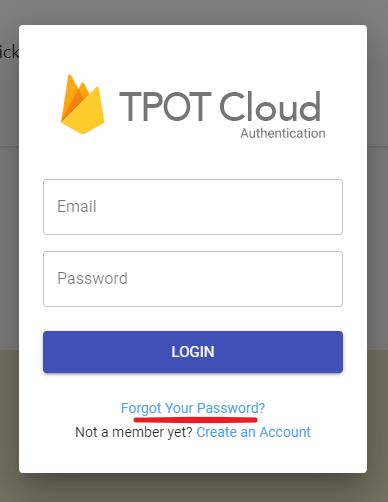 ick
TPOT Cloud
Authentication
Email
Password
LOGIN
Forgot Your Password?
Not a member yet? Create an Account